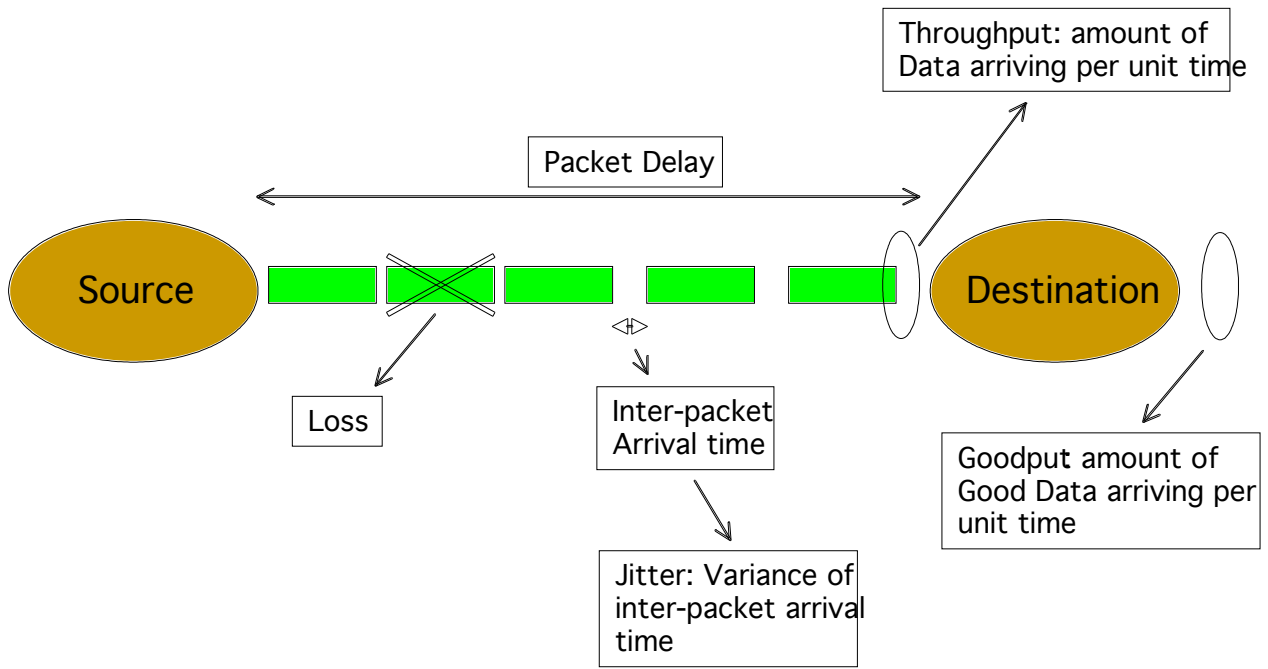 Throughput: amount of
Data arriving per unit time
Packet Delay
Source
Destination
Loss
Inter-packet
Arrival time
Goodput: amount of
Good Data arriving per
unit time
Jitter: Variance of
inter-packet arrival
time